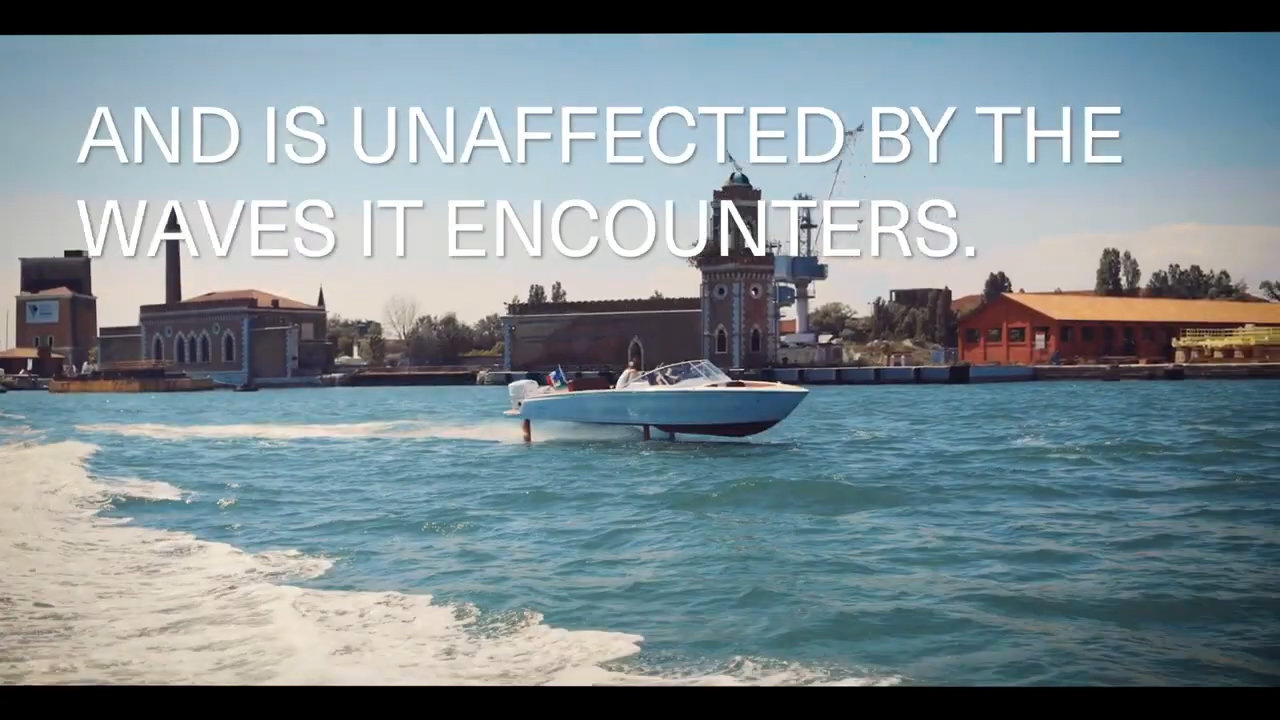 AND IS UNAFFECTED BY THE
WAVES IT ENCOUNTERS.